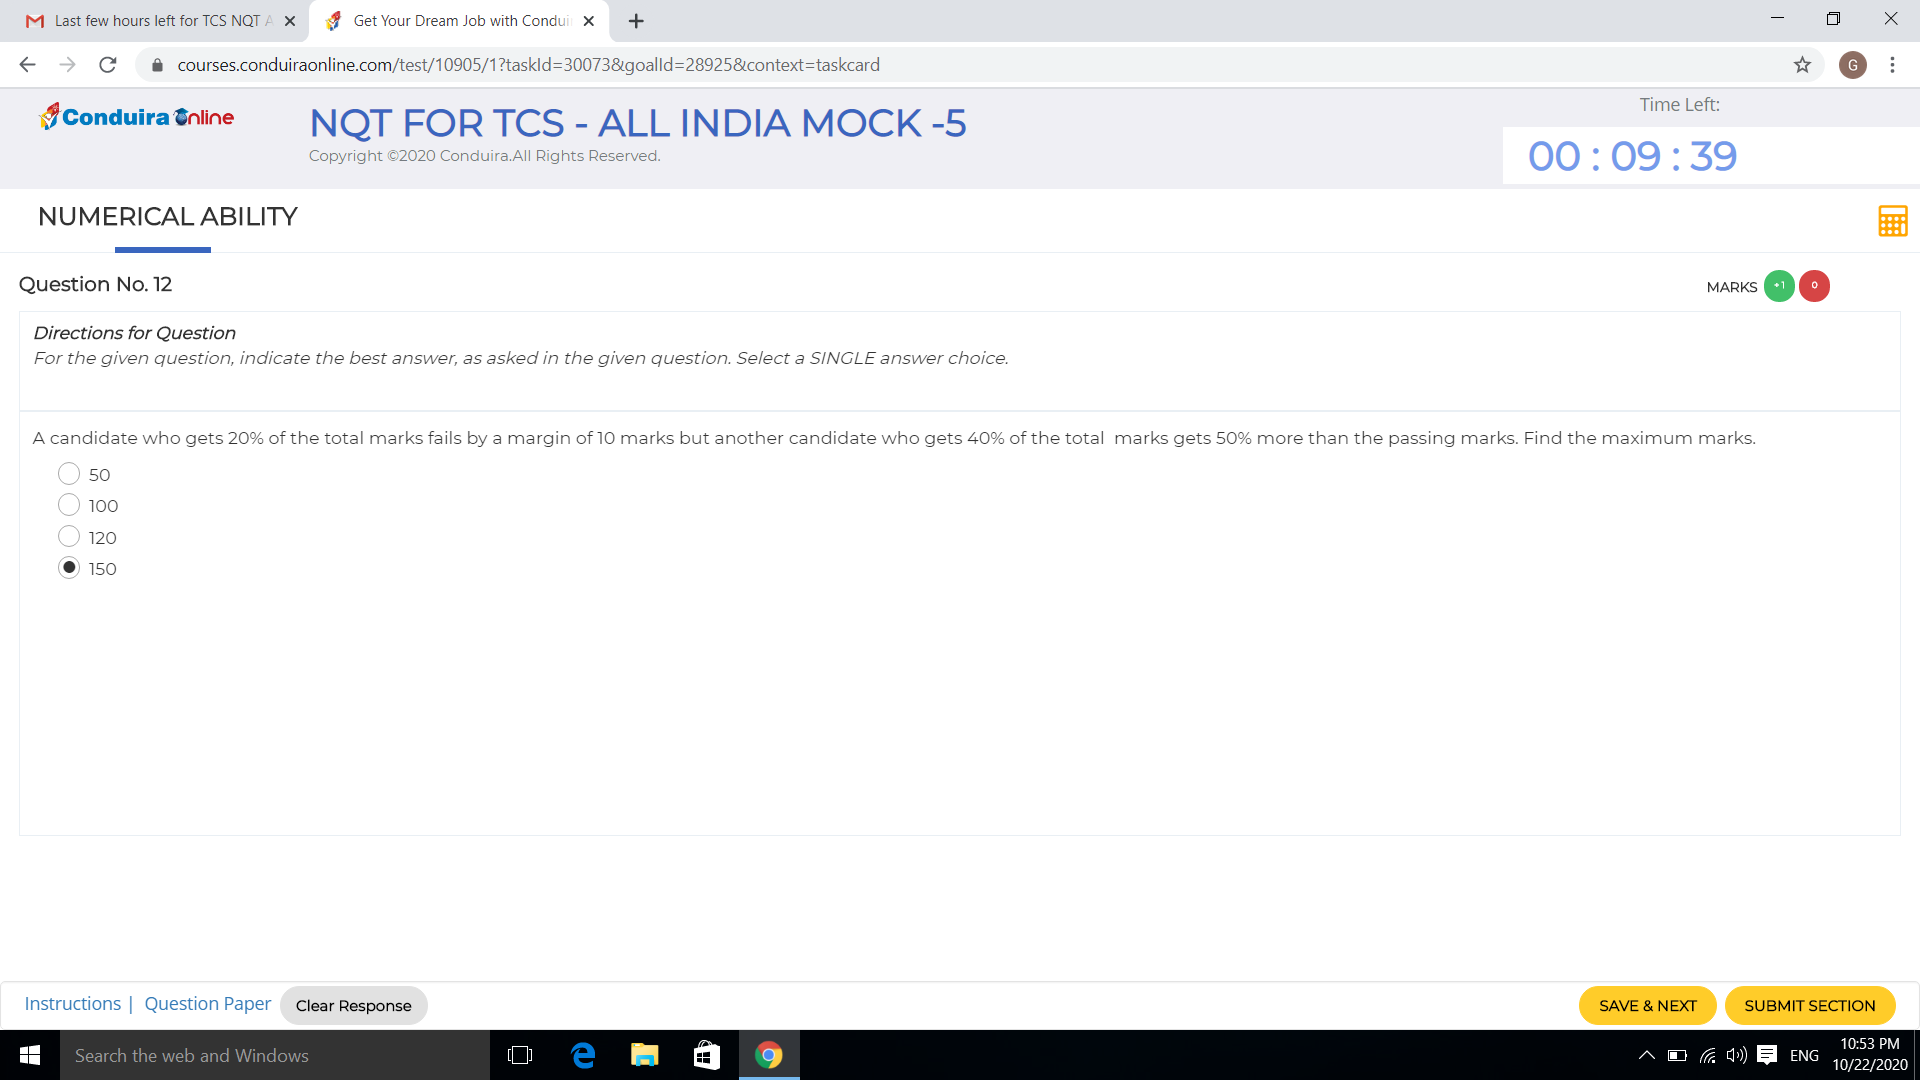 Last few hours left for TCS NQT A
Get Your Dream Job with Condui
courses.conduiraonline.com/test/10905/1?taskId=30073&goalId=28925&context=taskcard
G
Conduira Online
NQT FOR TCS - ALL INDIA MOCK -5
Copyright ©2020 Conduira.All Rights Reserved.
Time Left:
00 : 09 : 39
NUMERICAL ABILITY
Question No. 12
MARKS +1 0
Directions for Question
For the given question, indicate the best answer, as asked in the given question. Select a SINGLE answer choice.
A candidate who gets 20% of the total marks fails by a margin of 10 marks but another candidate who gets 40% of the total marks gets 50% more than the passing marks. Find the maximum marks.
50
100
120
150
Instructions | Question Paper Clear Response
SAVE & NEXT SUBMIT SECTION
Search the web and Windows
ENG
10:53 PM
10/22/2020